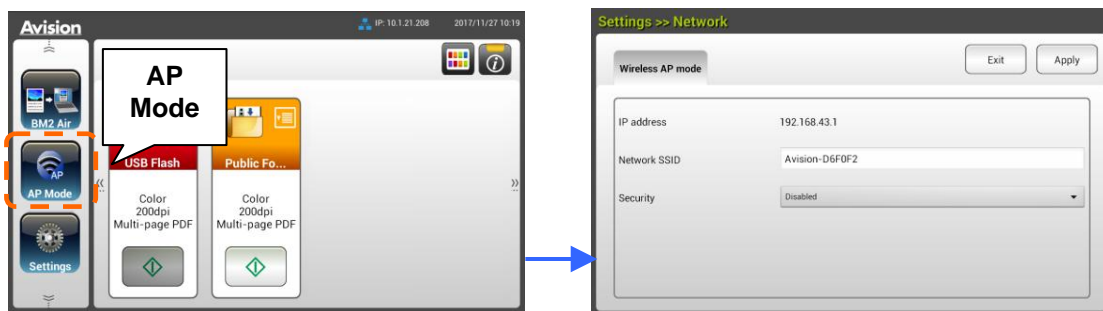 Avision
IP: 10.1.21.208 2017/11/27 10:19
AP
Mode
BM2 Air
AP
AP Mode
Settings
USB Flash
Color
200dpi
Multi-page PDF
Public Fo...
Color
200dpi
Multi-page PDF
Settings >> Network
Wireless AP mode
Exit
Apply
IP address 192.168.43.1
Network SSID Avision-D6F0F2
Security Disabled